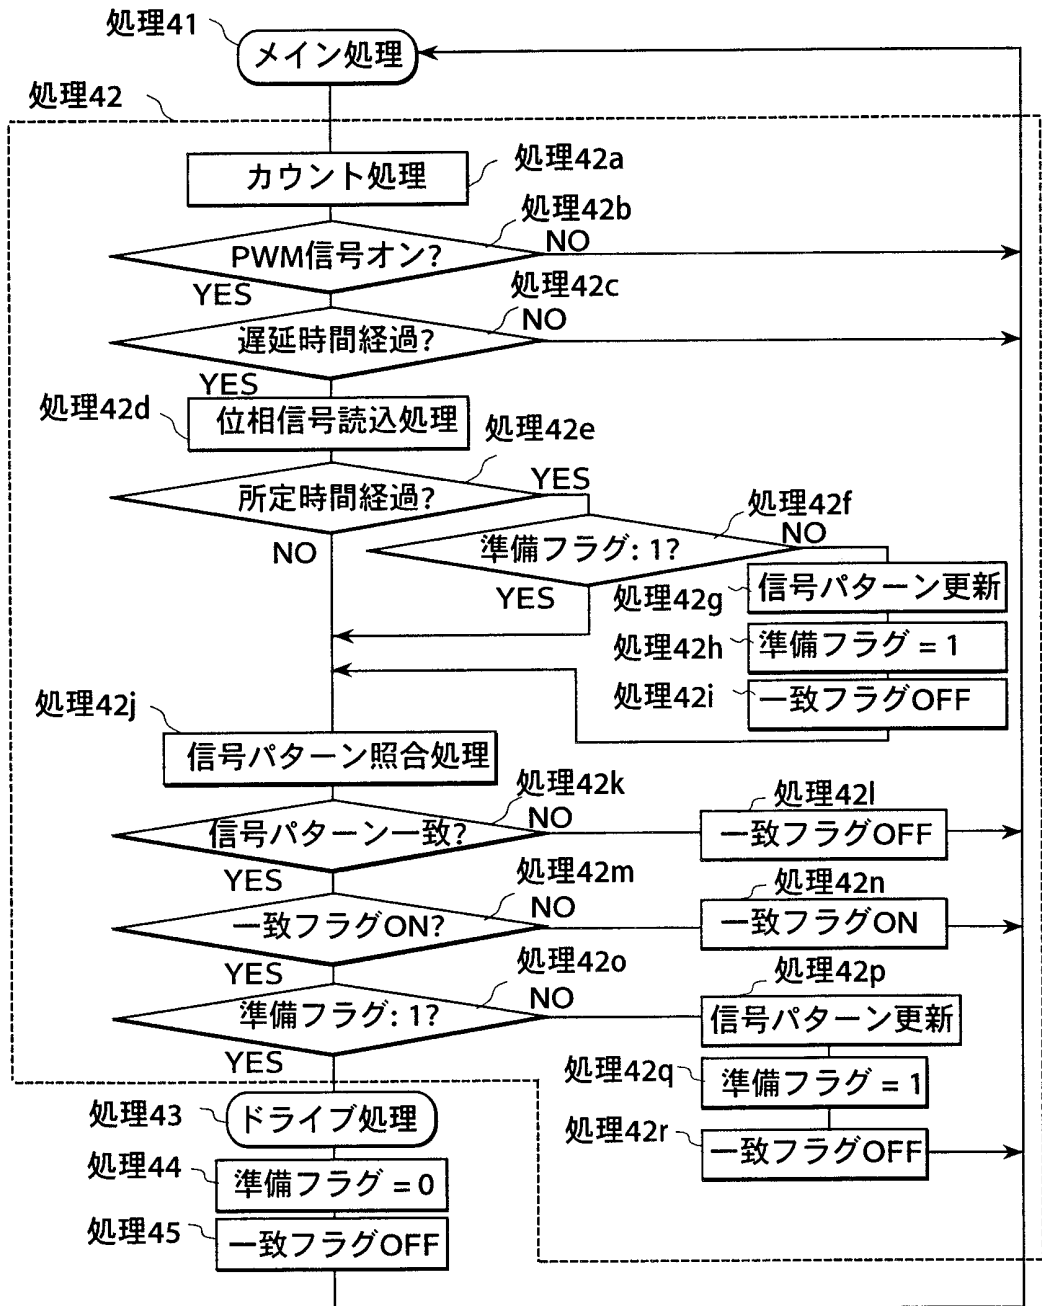 処理41
メイン処理
処理42
カウント処理
処理42a
PWM信号オン?
処理42b
NO
YES
遅延時間経過?
処理42c
NO
YES
処理42d
位相信号読込処理
所定時間経過?
処理42e
YES
NO
準備フラグ: 1?
処理42f
NO
YES
処理42g
信号パターン更新
処理42h
準備フラグ = 1
処理42i
一致フラグOFF
処理42j
信号パターン照合処理
信号パターン一致?
処理42k
NO
処理42l
一致フラグOFF
YES
一致フラグON?
処理42m
NO
処理42n
一致フラグON
YES
準備フラグ: 1?
処理42o
NO
処理42p
信号パターン更新
YES
処理42q
準備フラグ = 1
処理42r
一致フラグOFF
処理43
ドライブ処理
処理44
準備フラグ = 0
処理45
一致フラグOFF